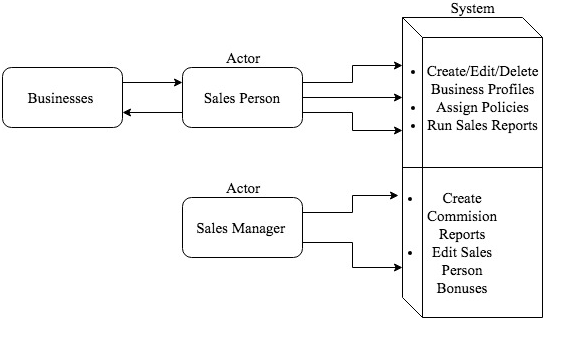 System
Actor
Businesses
Sales Person
• Create/Edit/Delete
Business Profiles
• Assign Policies
• Run Sales Reports
Actor
Sales Manager
• Create
Commision
Reports
• Edit Sales
Person
Bonuses